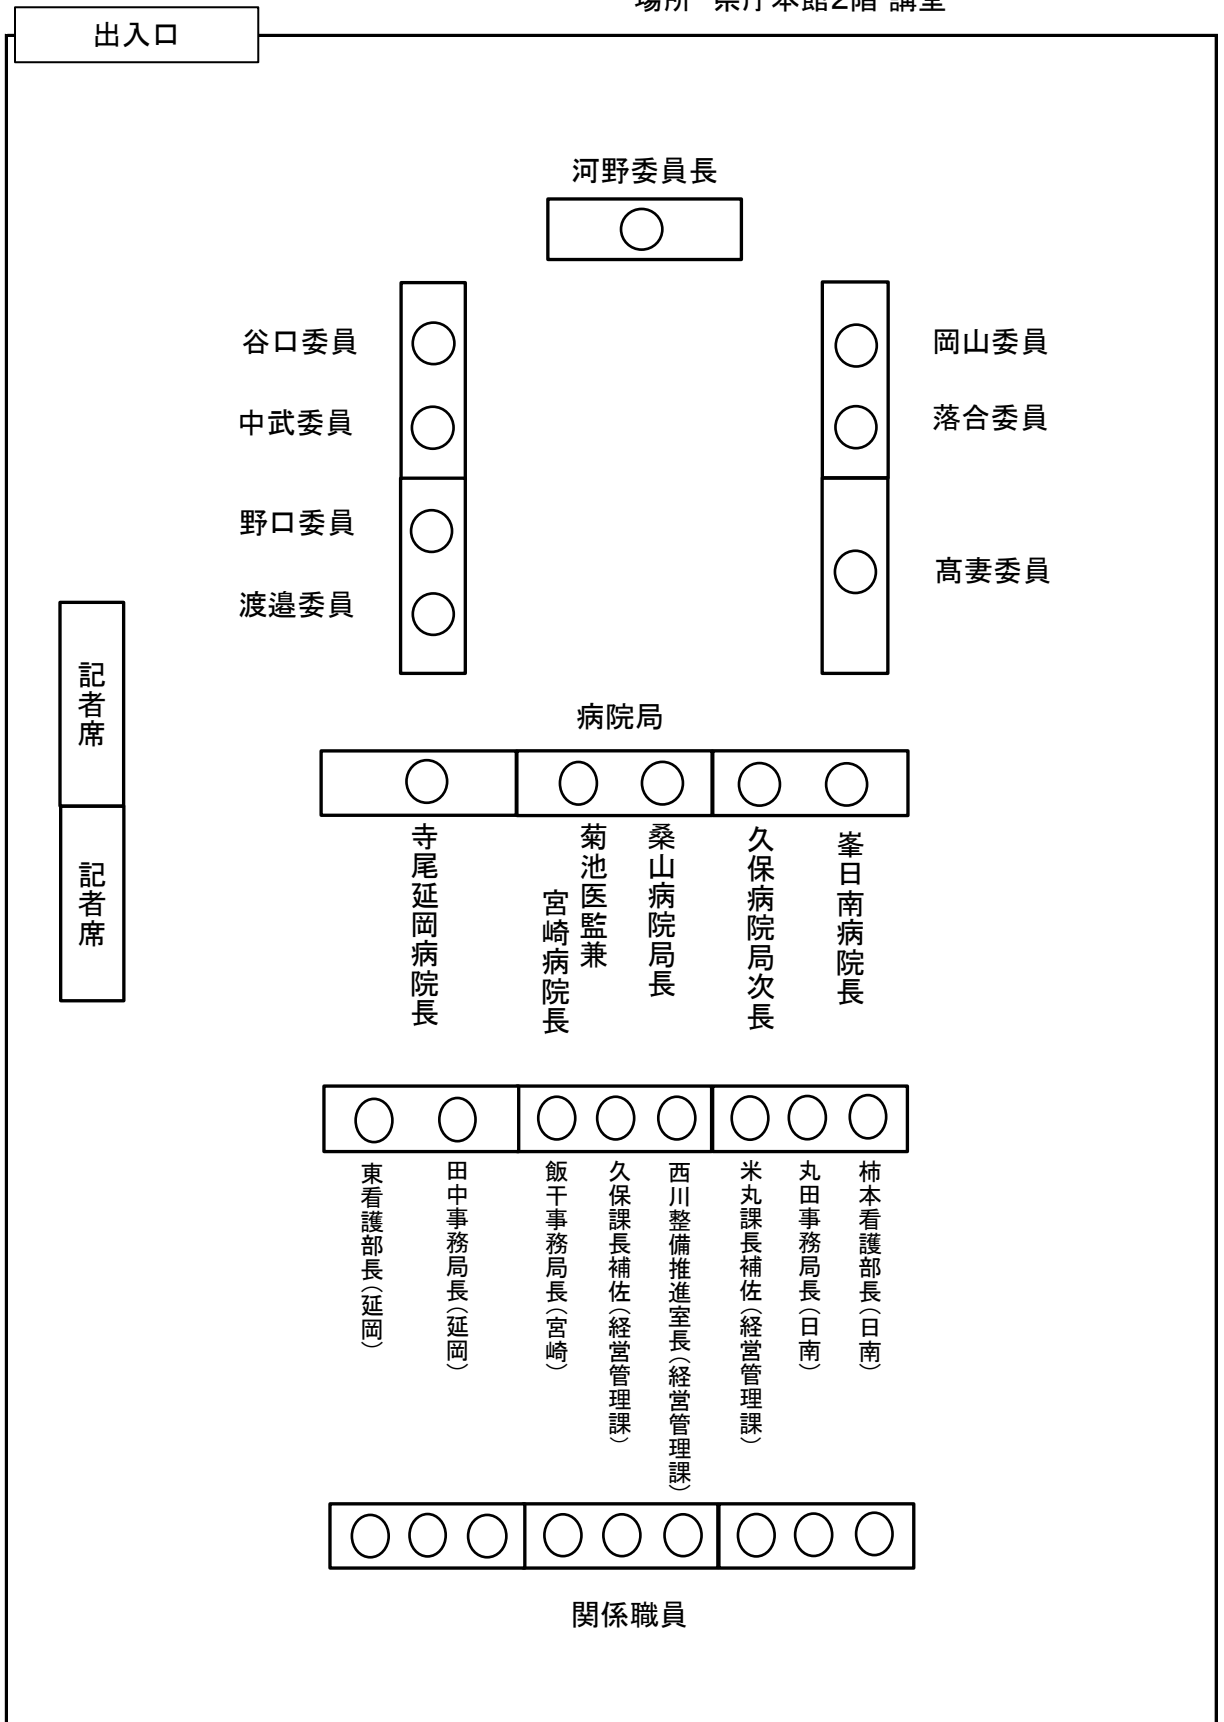 場所 県庁本館2階 講堂
出入口
河野委員長
谷口委員
岡山委員
中武委員
落合委員
野口委員
髙妻委員
渡邉委員
記者席
記者席
病院局
寺尾延岡病院長
菊池医監兼
宮崎病院長
桑山病院局長
久保病院局次長
峯日南病院長
東看護部長(延岡)
田中事務局長(延岡)
飯干事務局長(宮崎)
久保課長補佐(経営管理課)
西川整備推進室長(経営管理課)
米丸課長補佐(経営管理課)
丸田事務局長(日南)
柿本看護部長(日南)
関係職員